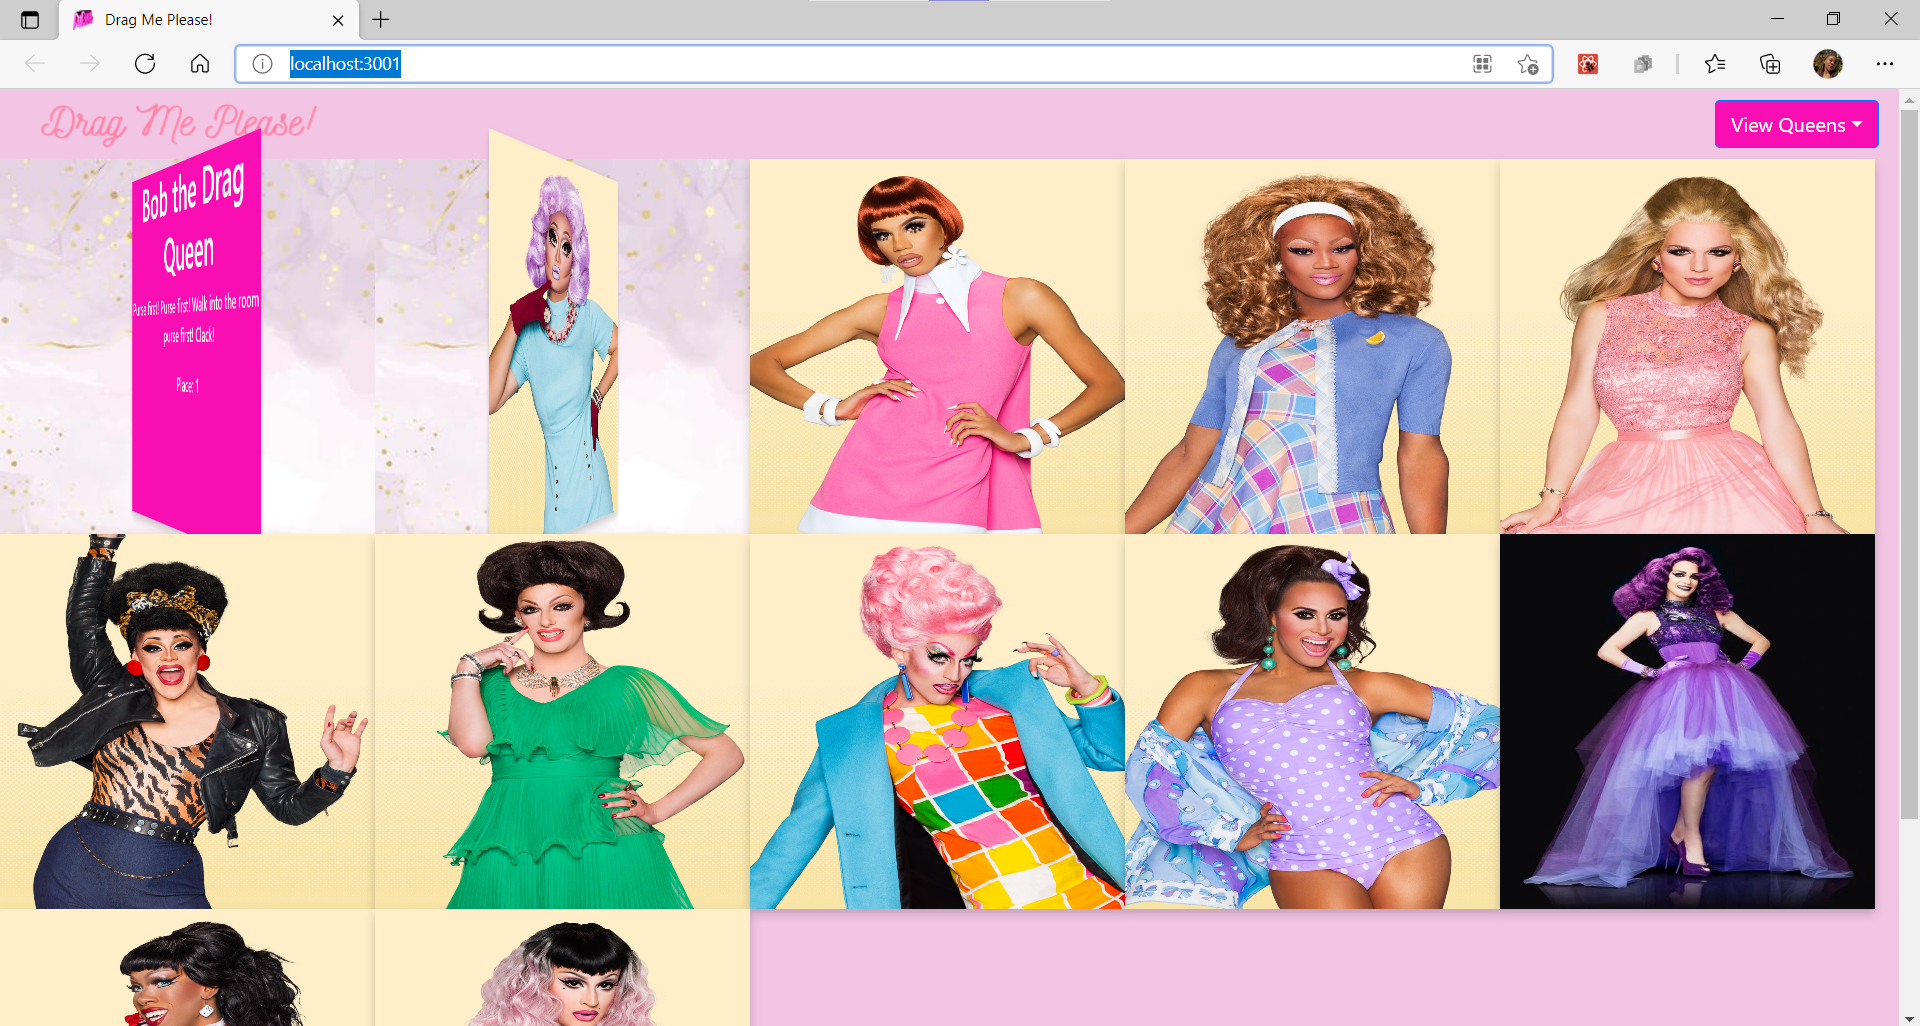 Drag Me Please!
localhost:3001
Drag Me Please!
View Queens
Bob the Drag
Queen
Purse first! Purse first! Walk into the room
purse first! Clack!
Place: 1